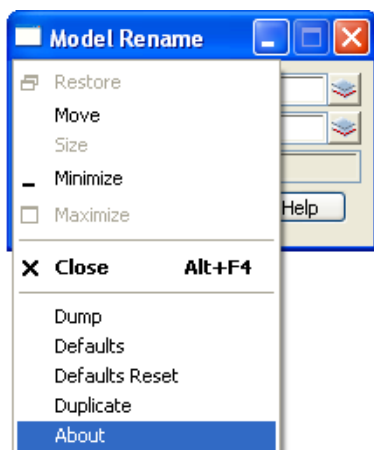 Model Rename
Restore
Move
Size
Minimize
Maximize
Help
Close Alt+F4
Dump
Defaults
Defaults Reset
Duplicate
About